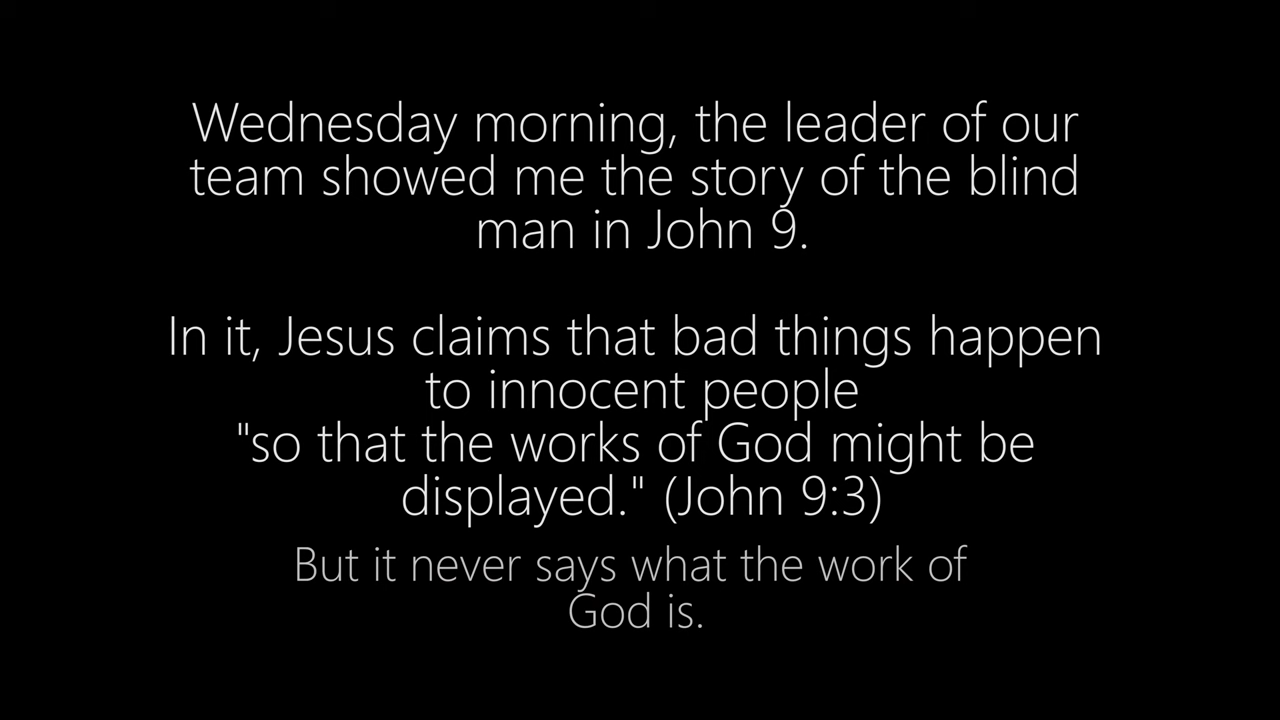 Wednesday morning, the leader of our
team showed me the story of the blind
man in John 9.
In it, Jesus claims that bad things happen
to innocent people
"so that the works of God might be
displayed." (John 9:3)
But it never says what the work of
God is.